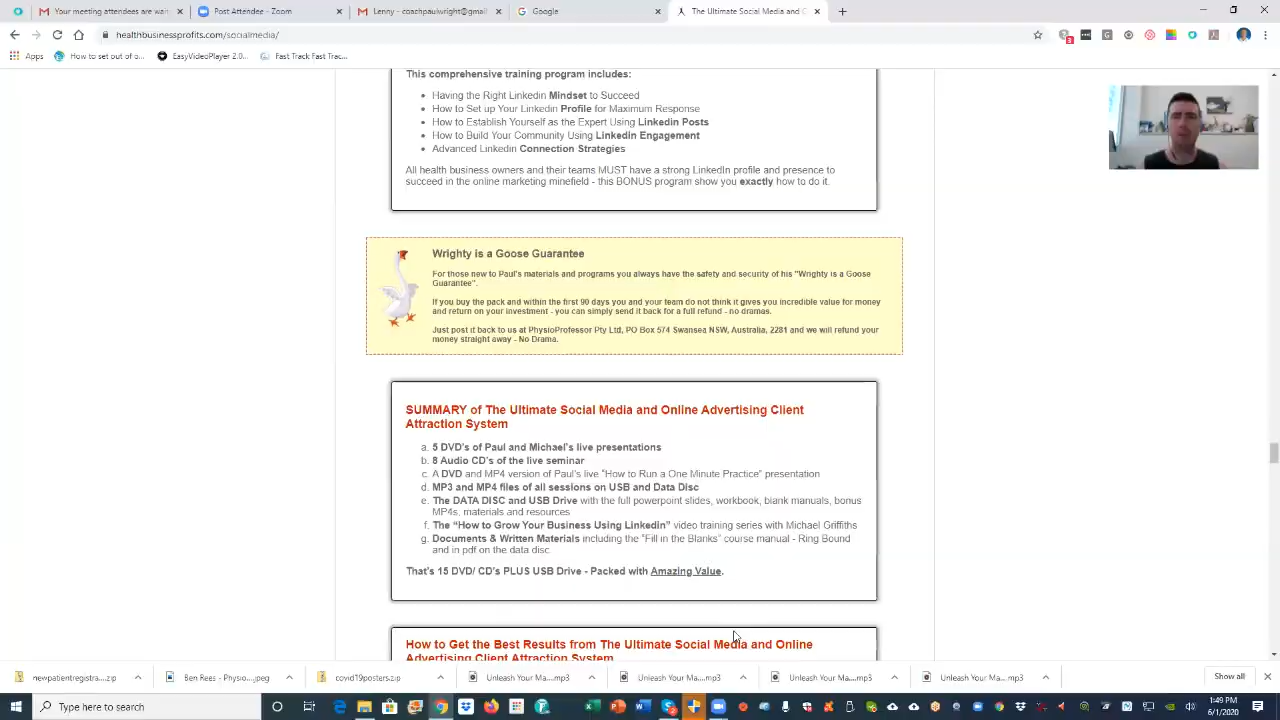 Your meeting attendees are wai
Post Attendee - Zoom
Lenny - coachpaulwright@gmail
Google
The Ultimate Social Media and O
healthbusinessprofits.com/socialmedia/
Apps
How to set out of o...
EasyVideoPlayer 2.0...
Fast Track Fast Trac...
This comprehensive training program includes:
• Having the Right Linkedin Mindset to Succeed
• How to Set up Your Linkedin Profile for Maximum Response
• How to Establish Yourself as the Expert Using Linkedin Posts
• How to Build Your Community Using Linkedin Engagement
• Advanced Linkedin Connection Strategies
All health business owners and their teams MUST have a strong LinkedIn profile and presence to
succeed in the online marketing minefield - this BONUS program show you exactly how to do it.
Wrighty is a Goose Guarantee
For those new to Paul's materials and programs you always have the safety and security of his "Wrighty is a Goose
Guarantee".
If you buy the pack and within the first 90 days you and your team do not think it gives you incredible value for money
and return on your investment - you can simply send it back for a full refund - no dramas.
Just post it back to us at PhysioProfessor Pty Ltd, PO Box 574 Swansea NSW, Australia, 2281 and we will refund your
money straight away - No Drama.
SUMMARY of The Ultimate Social Media and Online Advertising Client
Attraction System
a. 5 DVD's of Paul and Michael's live presentations
b. 8 Audio CD's of the live seminar
c. A DVD and MP4 version of Paul's live "How to Run a One Minute Practice" presentation
d. MP3 and MP4 files of all sessions on USB and Data Disc
e. The DATA DISC and USB Drive with the full powerpoint slides, workbook, blank manuals, bonus
MP4s, materials and resources
f. The "How to Grow Your Business Using Linkedin" video training series with Michael Griffiths
g. Documents & Written Materials including the "Fill in the Blanks" course manual - Ring Bound
and in pdf on the data disc.
That's 15 DVD/ CD's PLUS USB Drive - Packed with Amazing Value.
How to Get the Best Results from The Ultimate Social Media and Online
Advertising Client Attraction System
newpatientregistra....zip
Ben Rees - Physio....jpeg
covid19posters.zip
Unleash Your Ma....mp3
Unleash Your Ma....mp3
Unleash Your Ma....mp3
Unleash Your Ma....mp3
Show all
Type here to search
1:49 PM
6/1/2020